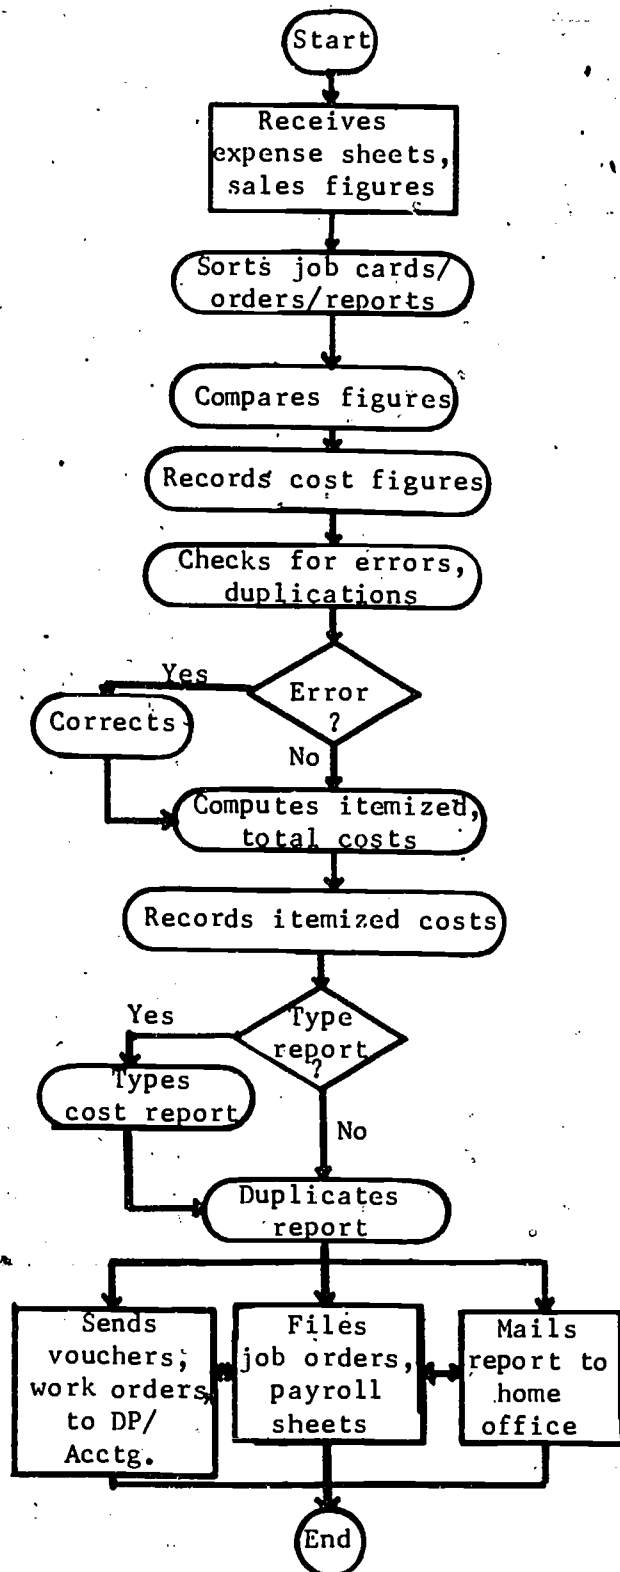 Start
Receives
expense sheets,
sales figures
Sorts job cards/
orders/reports
Compares figures
Records cost figures
Checks for errors,
duplications
Yes
Error
?
Corrects
No
Computes itemized,
total costs
Records itemized costs
Yes
Type
report
?
Types
cost report
No
Duplicates
report
Sends
vouchers,
work orders
to DP/
Acctg.
Files
job orders,
payroll
sheets
Mails
report to
home
office
End